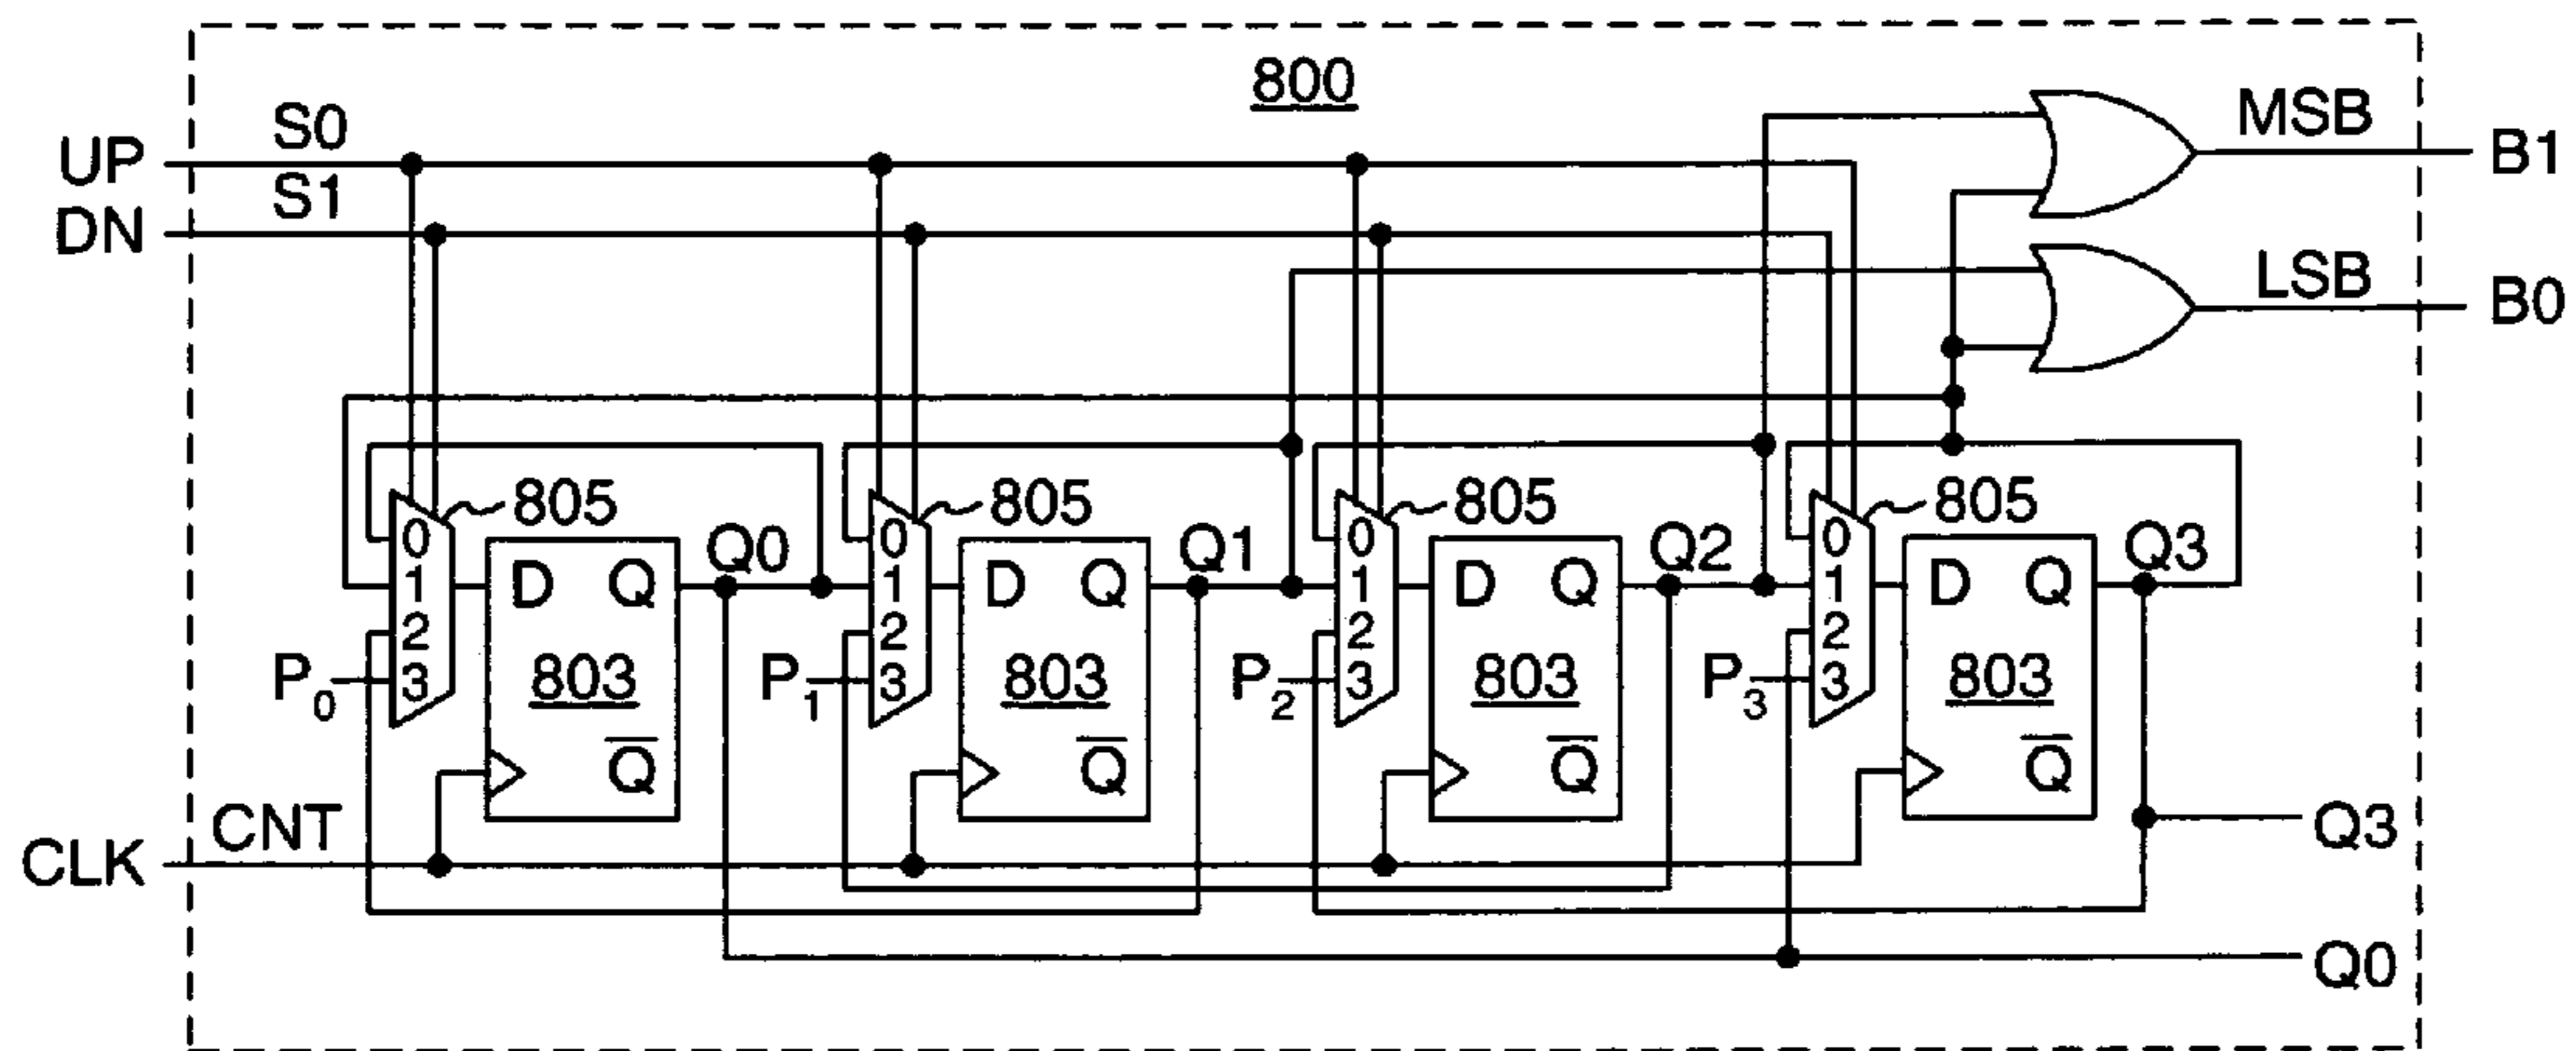 800
UP S0 MSB B1
DN S1 LSB B0
805 805 805 805
0 Q0 0 Q1 0 Q2 0 Q3
1 D Q 1 D Q 1 D Q 1 D Q
2 2 2 2
P0 3 803 P1 3 803 P2 3 803 P3 3 803
Q̅ Q̅ Q̅ Q̅
CLK CNT Q3
Q0